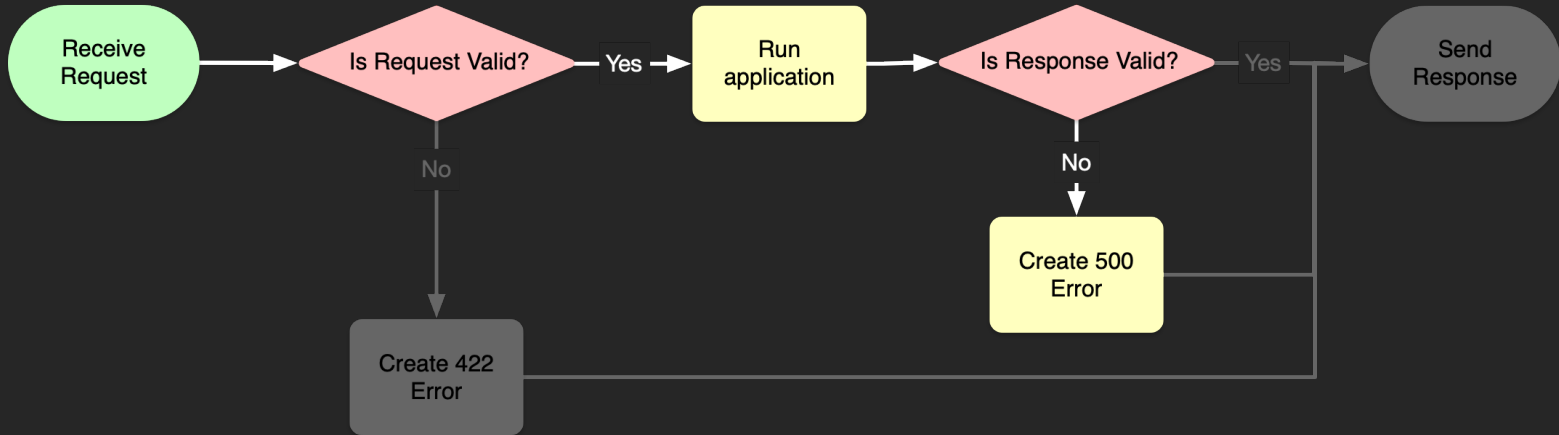 Receive
Request
Is Request Valid?
Yes
Run
application
Is Response Valid?
Yes
Send
Response
No
No
Create 500
Error
Create 422
Error